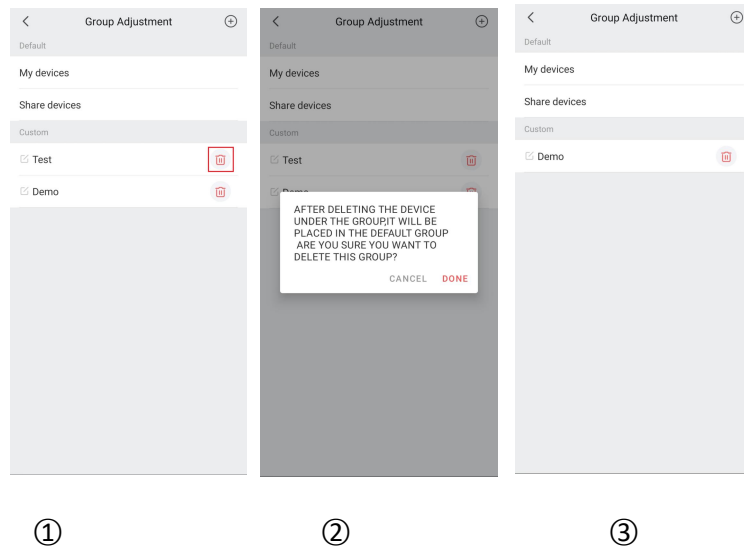 Group Adjustment
Default
My devices
Share devices
Custom
Test
Demo
①
Group Adjustment
Default
My devices
Share devices
Custom
Test
Demo
AFTER DELETING THE DEVICE
UNDER THE GROUP,IT WILL BE
PLACED IN THE DEFAULT GROUP
ARE YOU SURE YOU WANT TO
DELETE THIS GROUP?
CANCEL DONE
②
Group Adjustment
Default
My devices
Share devices
Custom
Demo
③